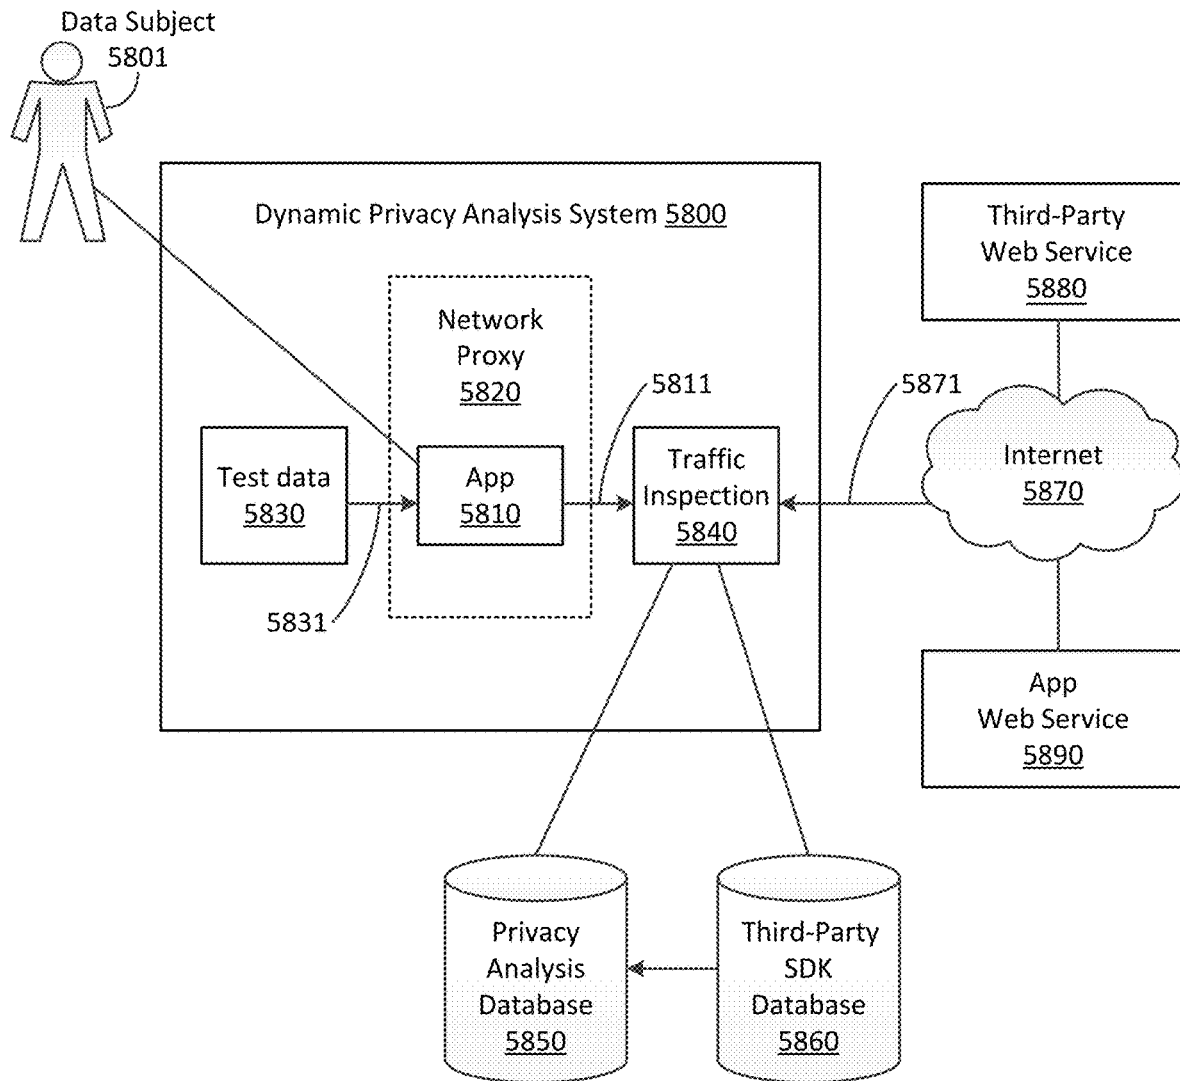 Data Subject
5801
Dynamic Privacy Analysis System 5800
Network
Proxy
5820
5811
5871
Test data
5830
App
5810
Traffic
Inspection
5840
5831
Third-Party
Web Service
5880
Internet
5870
App
Web Service
5890
Privacy
Analysis
Database
5850
Third-Party
SDK
Database
5860